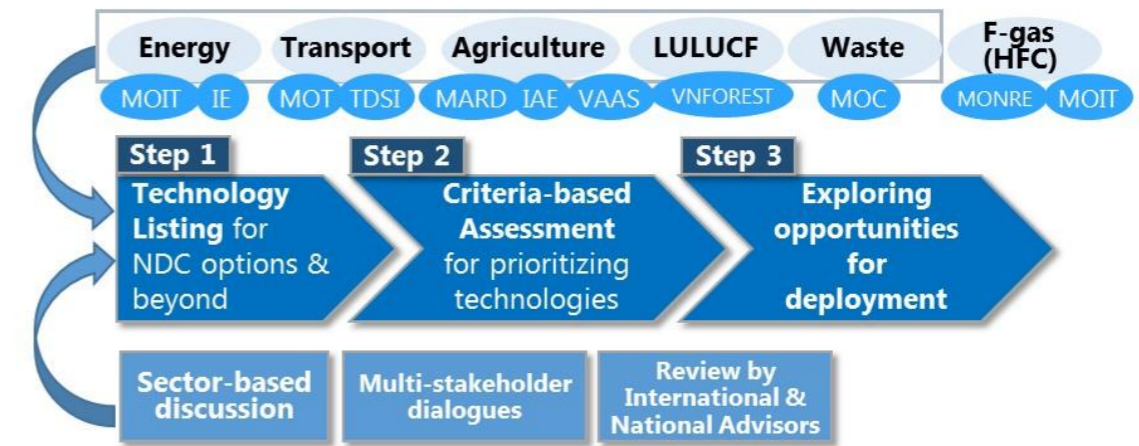 Energy
Transport
Agriculture
LULUCF
Waste
F-gas
(HFC)
MOIT
IE
MOT
TDSI
MARD
IAE
VAAS
VNFOREST
MOC
MONRE
MOIT
Step 1
Technology
Listing for
NDC options &
beyond
Step 2
Criteria-based
Assessment
for prioritizing
technologies
Step 3
Exploring
opportunities
for
deployment
Sector-based
discussion
Multi-stakeholder
dialogues
Review by
International &
National Advisors